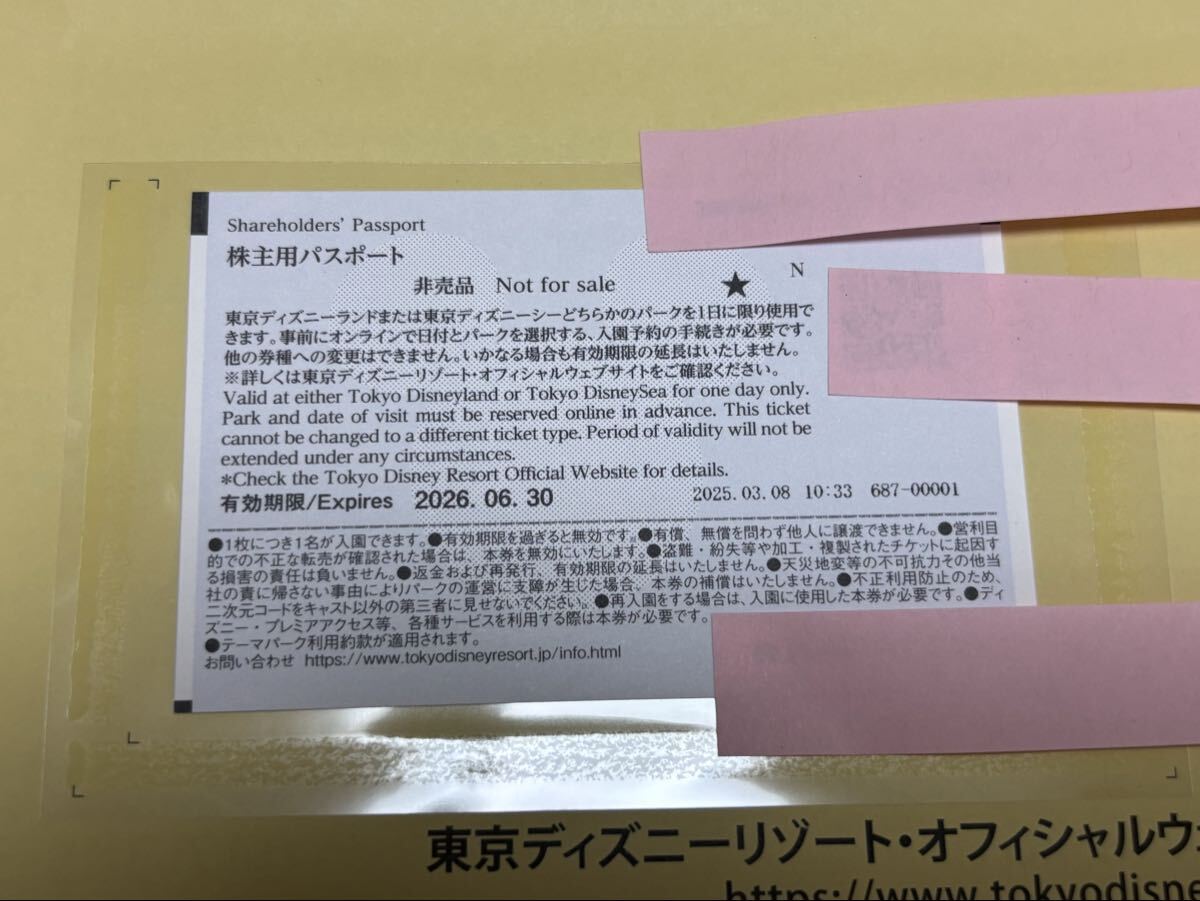 Shareholders' Passport
株主用パスポート
非売品 Not for sale ★ N
東京ディズニーランドまたは東京ディズニーシーどちらかのパークを1日に限り使用で
きます。事前にオンラインで日付とパークを選択する、入園予約の手続きが必要です。
他の券種への変更はできません。いかなる場合も有効期限の延長はいたしません。
※詳しくは東京ディズニーリゾート・オフィシャルウェブサイトをご確認ください。
Valid at either Tokyo Disneyland or Tokyo DisneySea for one day only.
Park and date of visit must be reserved online in advance. This ticket
cannot be changed to a different ticket type. Period of validity will not be
extended under any circumstances.
*Check the Tokyo Disney Resort Official Website for details.
有効期限/Expires 2026.06.30 2025.03.08 10:33 687-00001
●1枚につき1名が入園できます。●有効期限を過ぎると無効です。●有償、無償を問わず他人に譲渡できません。●営利目
的での不正な転売が確認された場合は、本券を無効にいたします。●盗難・紛失等や加工・複製されたチケットに起因す
る損害の責任は負いません。●返金および再発行、有効期限の延長はいたしません。●天災地変等の不可抗力その他当
社の責に帰さない事由によりパークの運営に支障が生じた場合、本券の補償はいたしません。●不正利用防止のため、
二次元コードをキャスト以外の第三者に見せないでください。●再入園をする場合は、入園に使用した本券が必要です。●ディ
ズニー・プレミアアクセス等、各種サービスを利用する際は本券が必要です。
●テーマパーク利用約款が適用されます。
お問い合わせ https://www.tokyodisneyresort.jp/info.html
東京ディズニーリゾート・オフィシャルウェ
https://www.tokyodisne